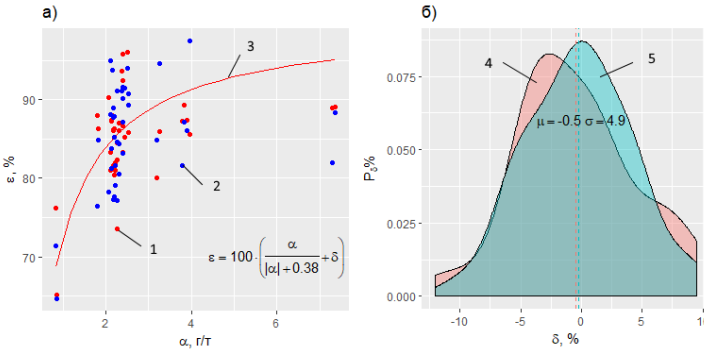 а)
ε, %
90
80
70
2
4
6
α, г/т
3
2
1
ε = 100 · ( α / |α| + 0.38 + δ )
б)
P δ %
0.075
0.050
0.025
0.000
-10
-5
0
5
10
δ, %
4
5
μ = -0.5 σ = 4.9